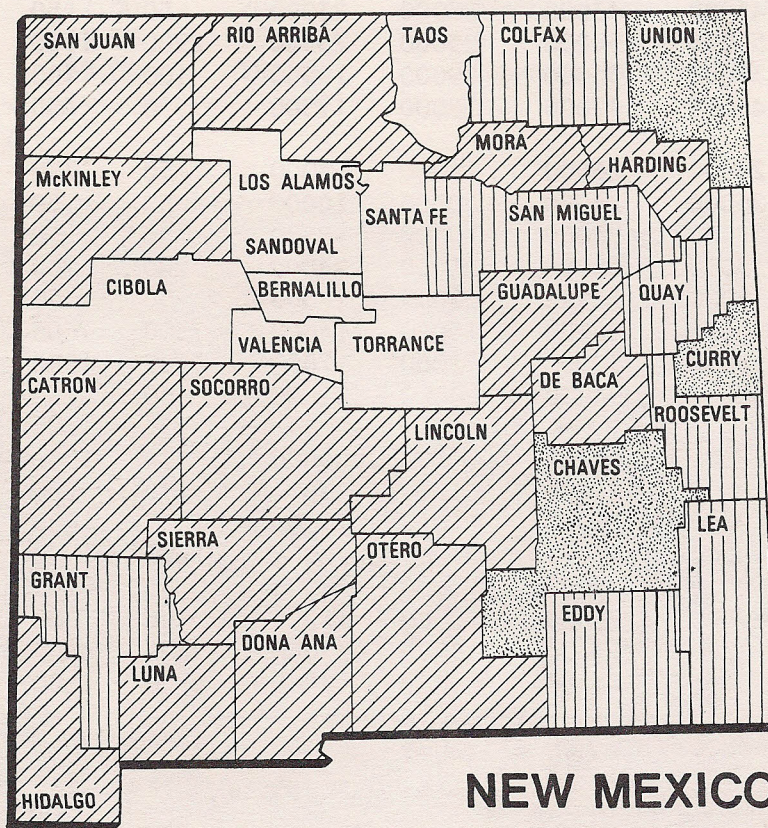 SAN JUAN
RIO ARRIBA
TAOS
COLFAX
UNION
MORA
HARDING
McKINLEY
LOS ALAMOS
SANTA FE
SAN MIGUEL
SANDOVAL
CIBOLA
BERNALILLO
GUADALUPE
QUAY
VALENCIA
TORRANCE
CURRY
CATRON
SOCORRO
DE BACA
ROOSEVELT
LINCOLN
CHAVES
LEA
SIERRA
OTERO
GRANT
EDDY
DONA ANA
LUNA
HIDALGO
NEW MEXICO